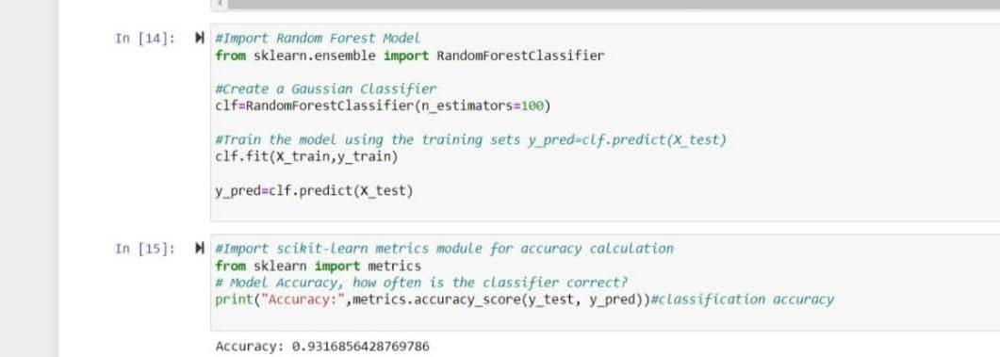 In [14]:
#Import Random Forest Model
from sklearn.ensemble import RandomForestClassifier
#Create a Gaussian Classifier
clf=RandomForestClassifier(n_estimators=100)
#Train the model using the training sets y_pred=clf.predict(X_test)
clf.fit(X_train,y_train)
y_pred=clf.predict(X_test)
In [15]:
#Import scikit-learn metrics module for accuracy calculation
from sklearn import metrics
# Model Accuracy, how often is the classifier correct?
print("Accuracy:",metrics.accuracy_score(y_test, y_pred))#classification accuracy
Accuracy: 0.9316856428769786